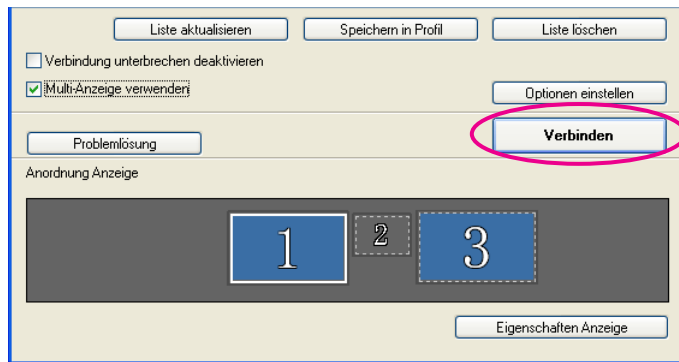 Liste aktualisieren Speichern in Profil Liste löschen
Verbindung unterbrechen deaktivieren
Multi-Anzeige verwenden Optionen einstellen
Verbinden
Problemlösung
Anordnung Anzeige
1 2 3
Eigenschaften Anzeige